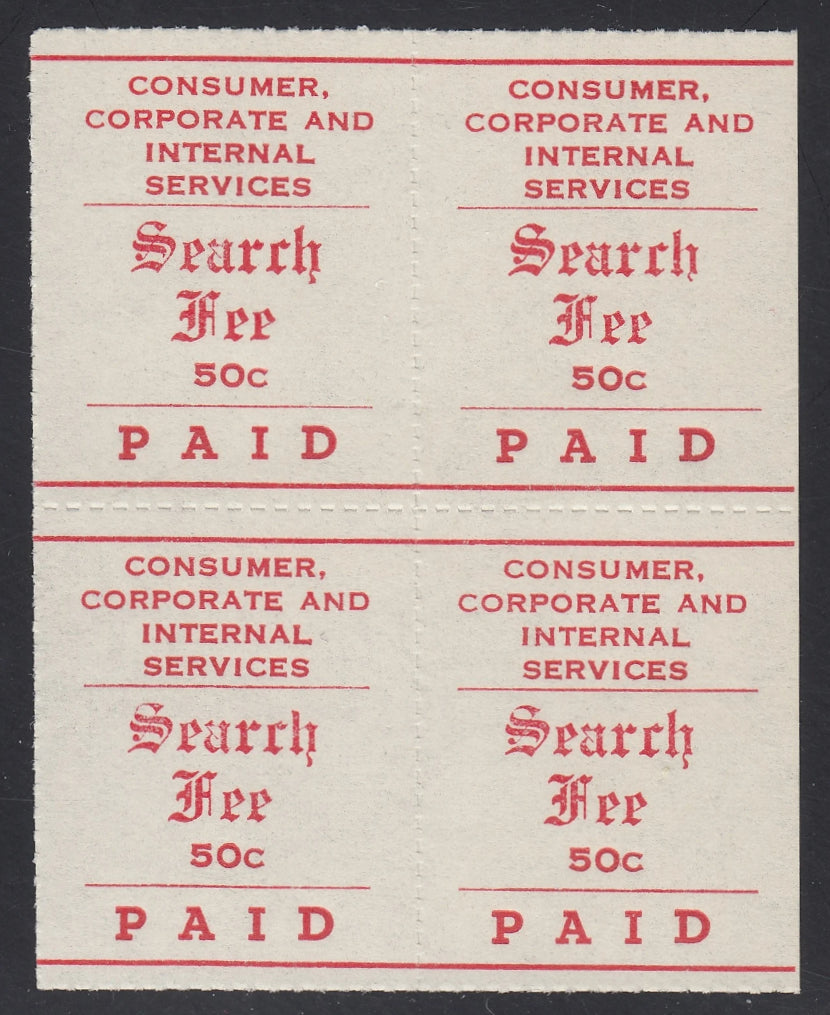 CONSUMER,
CORPORATE AND
INTERNAL
SERVICES
Search
Fee
50C
PAID
CONSUMER,
CORPORATE AND
INTERNAL
SERVICES
Search
Fee
50C
PAID
CONSUMER,
CORPORATE AND
INTERNAL
SERVICES
Search
Fee
50C
PAID
CONSUMER,
CORPORATE AND
INTERNAL
SERVICES
Search
Fee
50C
PAID